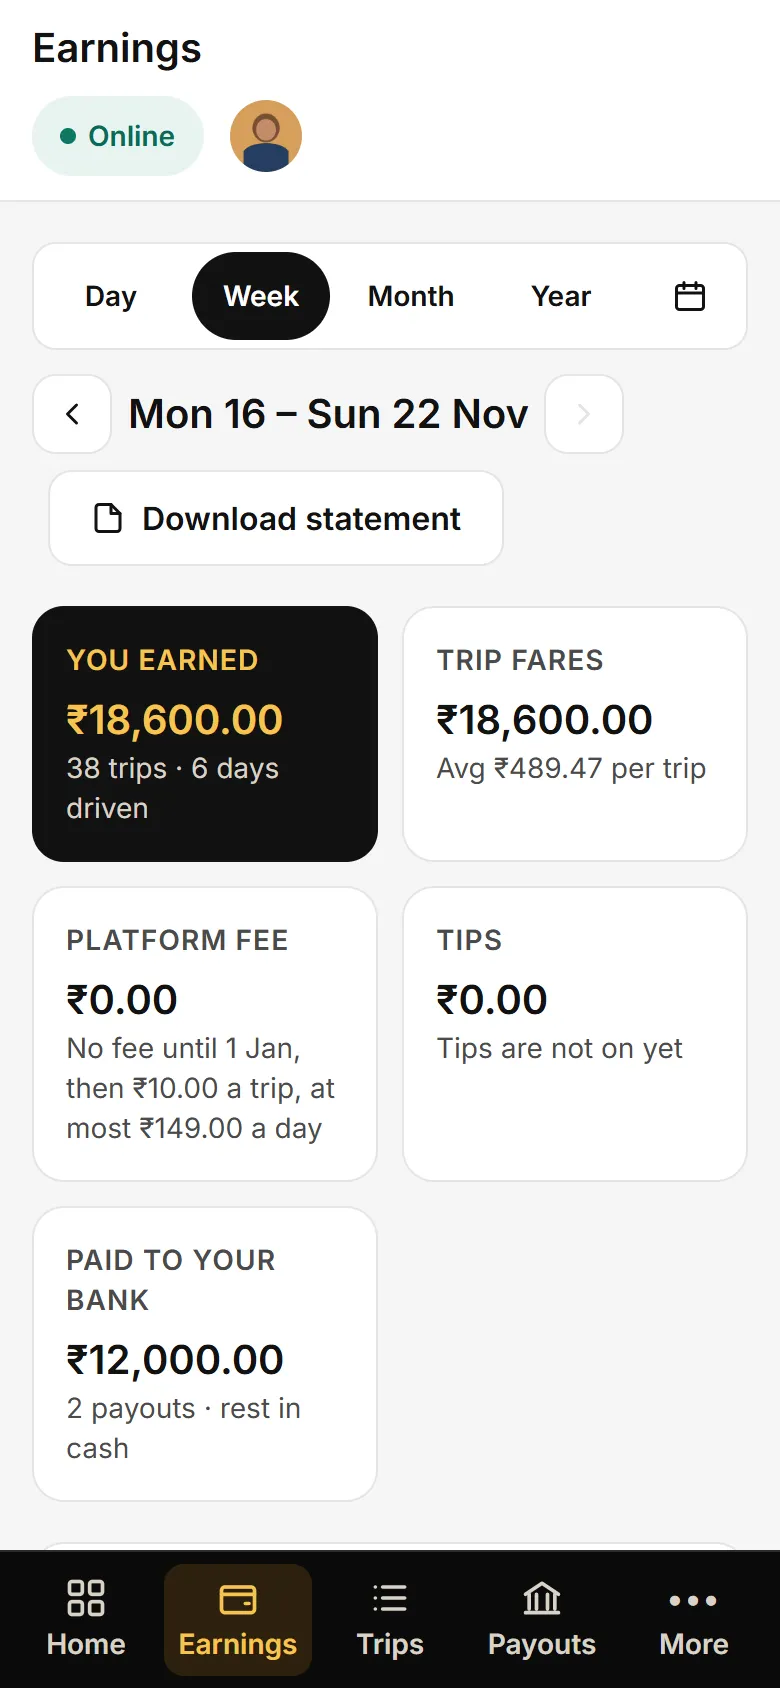 Earnings
Online
Day
Week
Month
Year
Mon 16 – Sun 22 Nov
Download statement
YOU EARNED
₹18,600.00
38 trips · 6 days
driven
TRIP FARES
₹18,600.00
Avg ₹489.47 per trip
PLATFORM FEE
₹0.00
No fee until 1 Jan,
then ₹10.00 a trip, at
most ₹149.00 a day
TIPS
₹0.00
Tips are not on yet
PAID TO YOUR
BANK
₹12,000.00
2 payouts · rest in
cash
Home
Earnings
Trips
Payouts
More